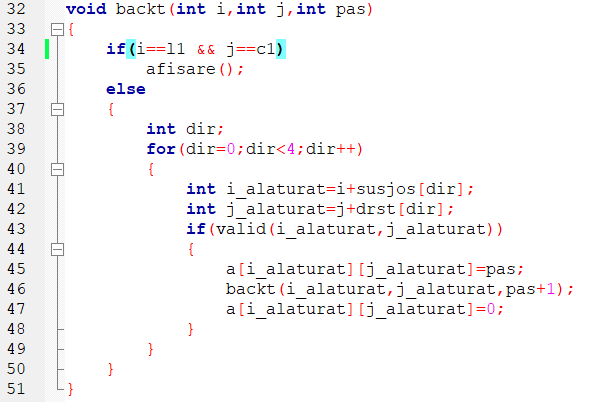 32 void backt(int i,int j,int pas)
33 {
34     if(i==l1 && j==c1)
35         afisare();
36     else
37     {
38         int dir;
39         for(dir=0;dir<4;dir++)
40         {
41             int i_alaturat=i+susjos[dir];
42             int j_alaturat=j+drst[dir];
43             if(valid(i_alaturat,j_alaturat))
44             {
45                 a[i_alaturat][j_alaturat]=pas;
46                 backt(i_alaturat,j_alaturat,pas+1);
47                 a[i_alaturat][j_alaturat]=0;
48             }
49         }
50     }
51 }